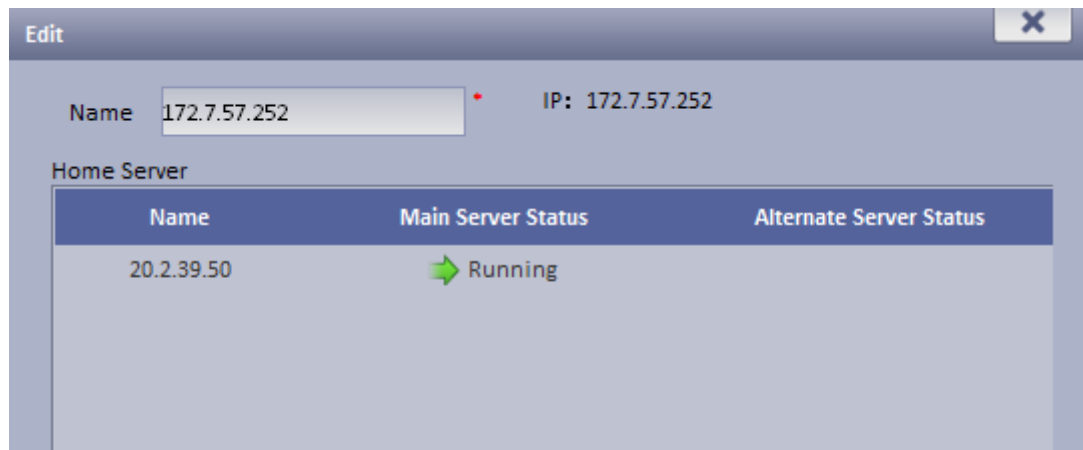 Edit
Name 172.7.57.252 * IP: 172.7.57.252
Home Server
Name Main Server Status Alternate Server Status
20.2.39.50 Running